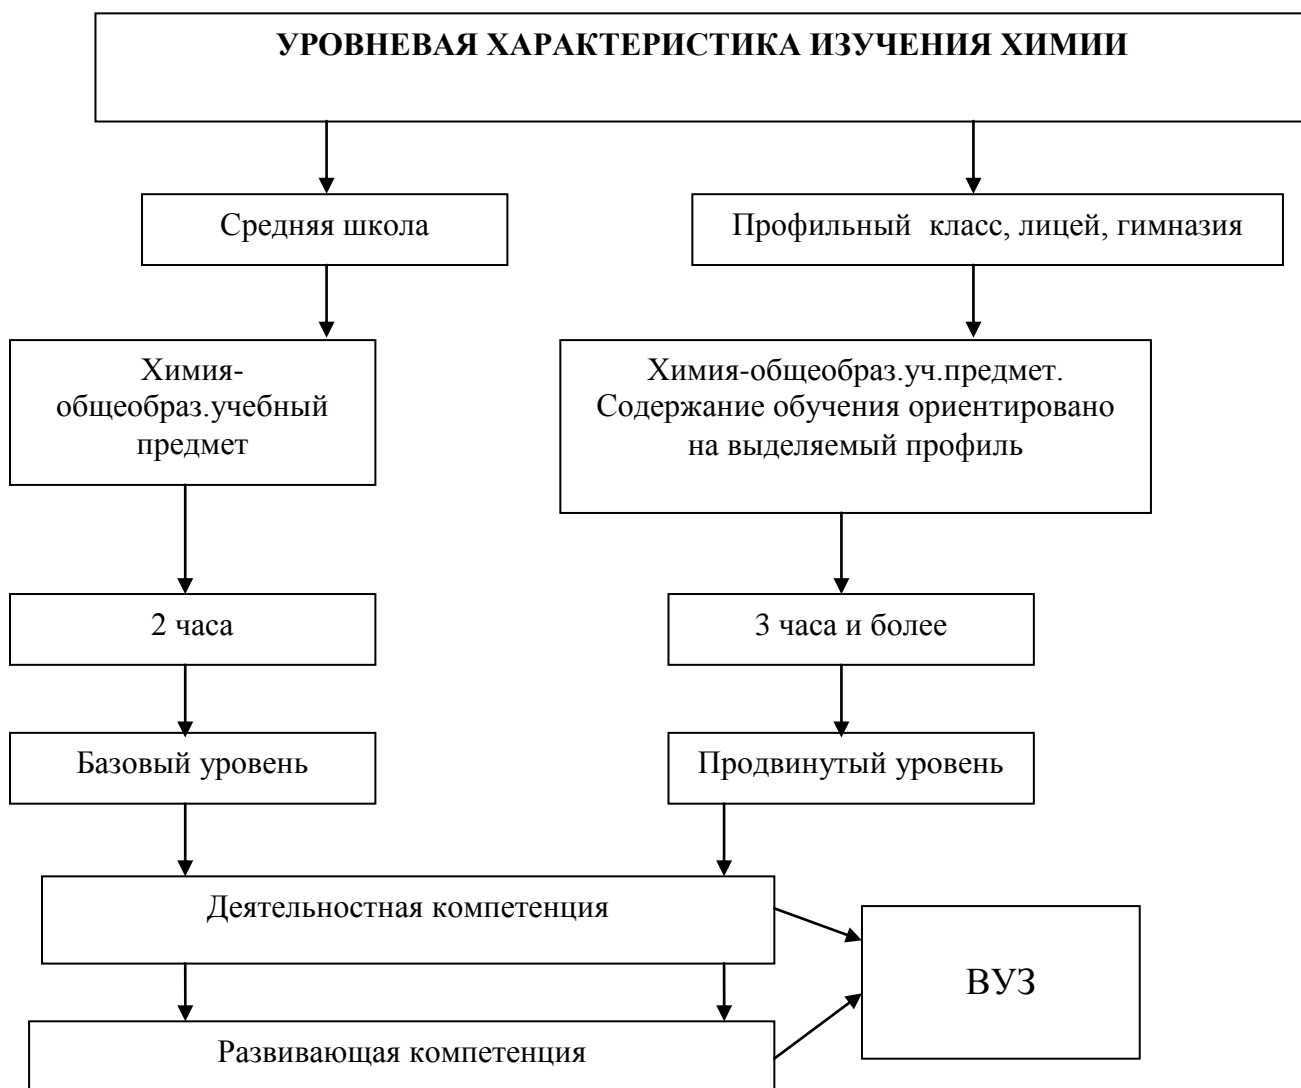 УРОВНЕВАЯ ХАРАКТЕРИСТИКА ИЗУЧЕНИЯ ХИМИИ
Средняя школа
Профильный класс, лицей, гимназия
Химия-
общеобраз.учебный
предмет
Химия-общеобраз.уч.предмет.
Содержание обучения ориентировано
на выделяемый профиль
2 часа
3 часа и более
Базовый уровень
Продвинутый уровень
Деятельностная компетенция
ВУЗ
Развивающая компетенция